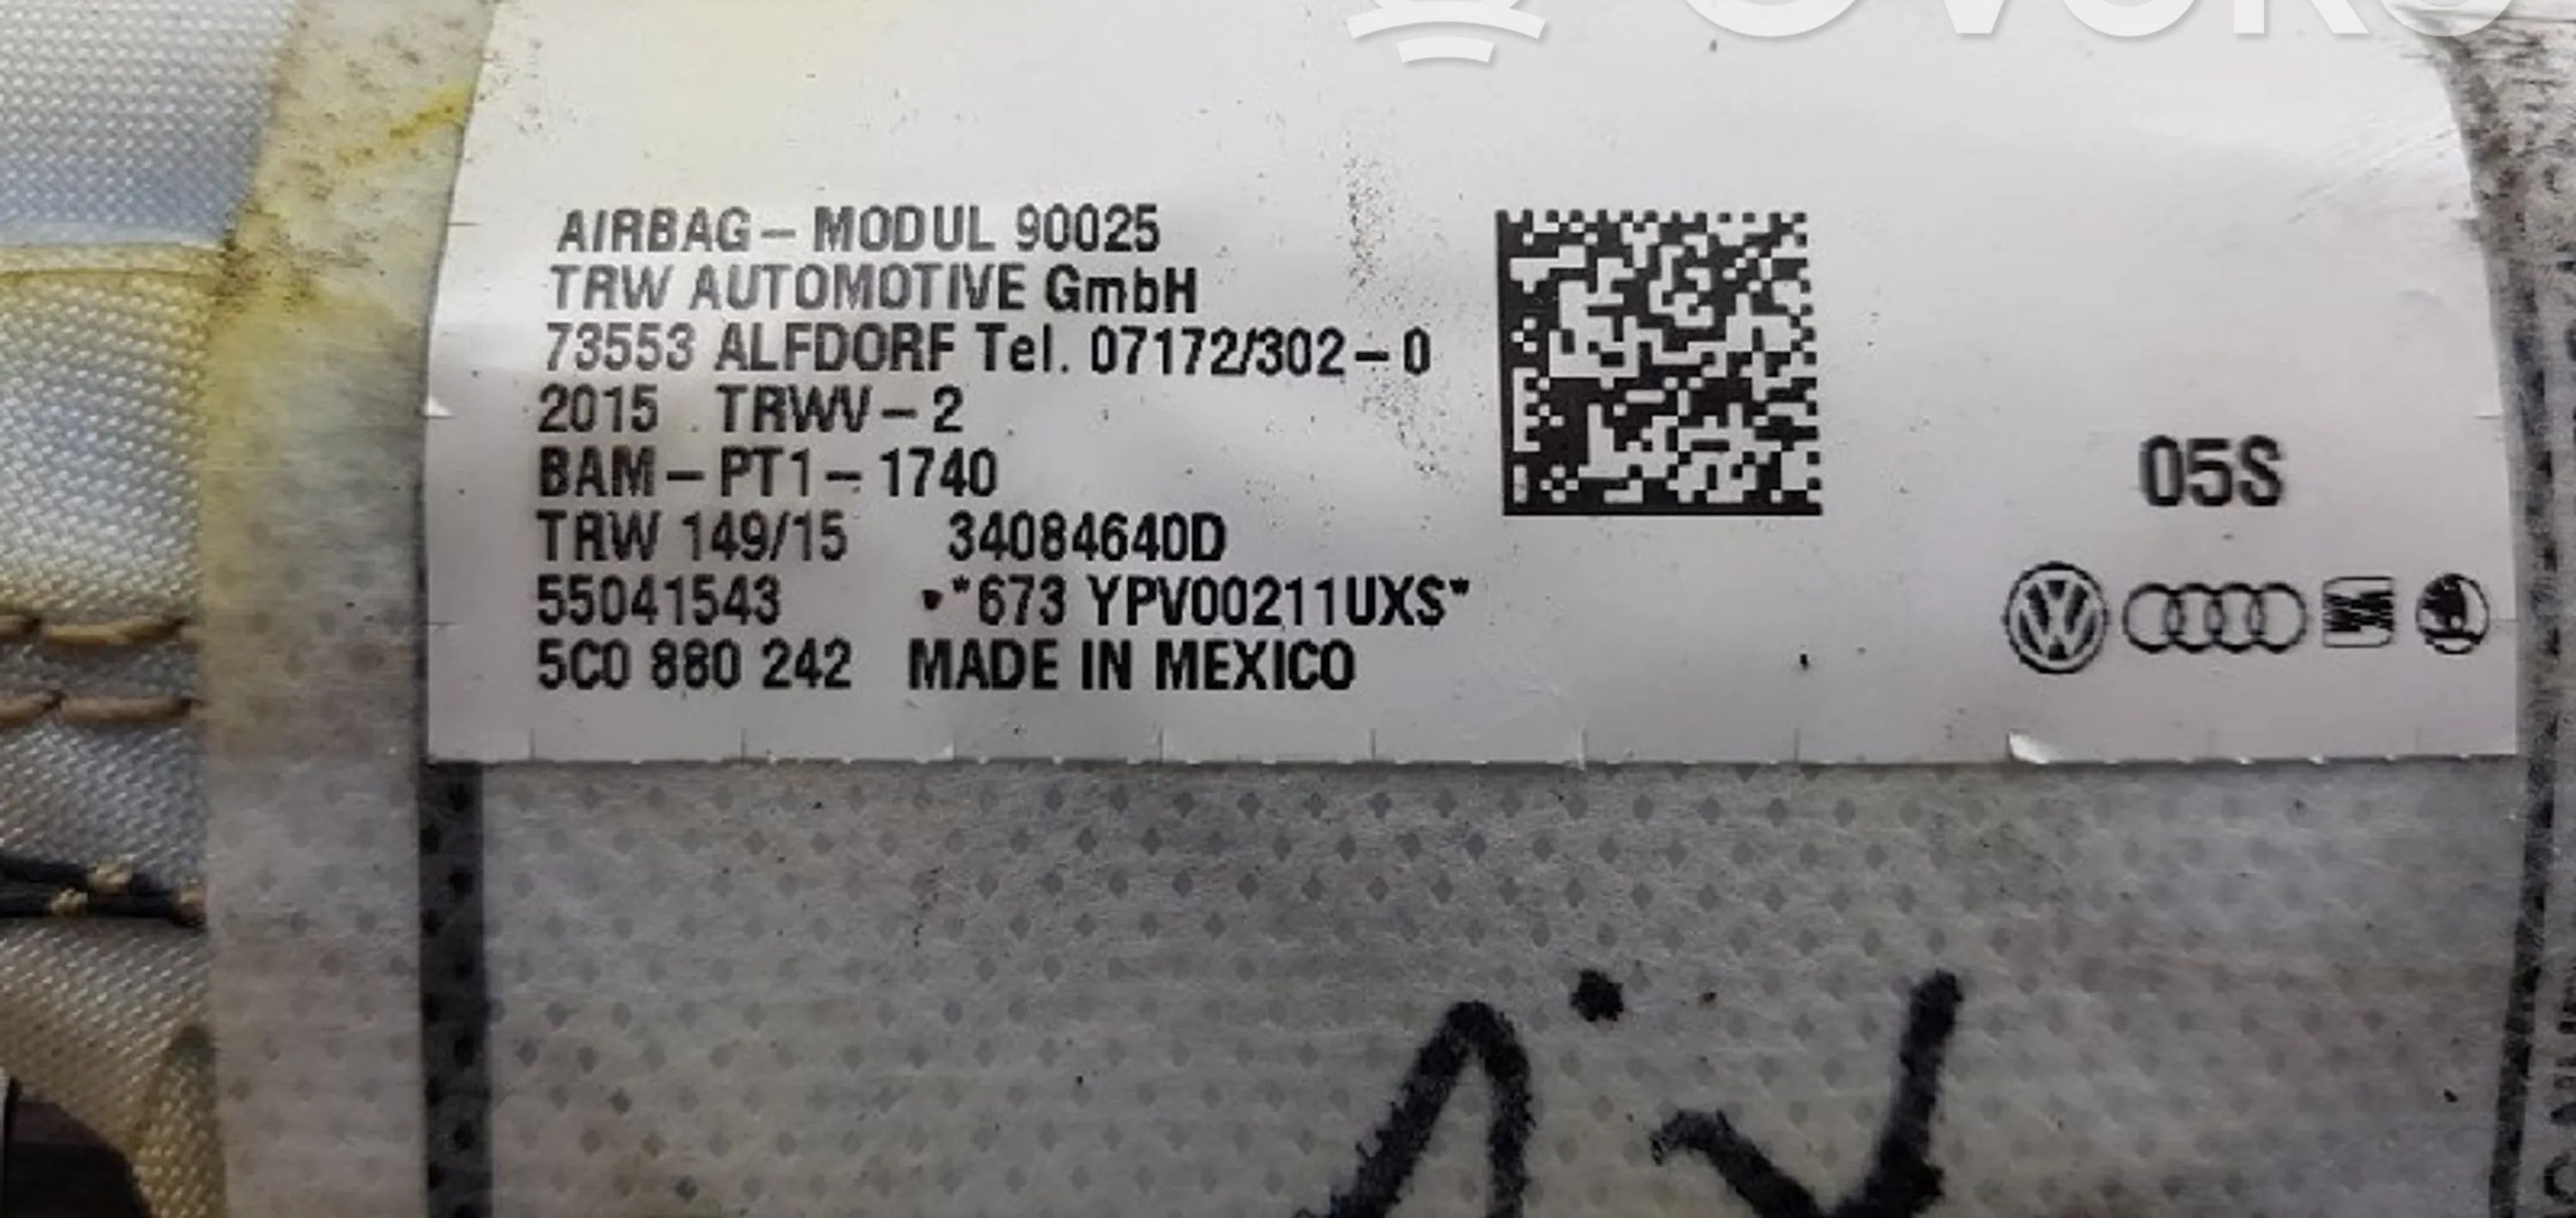 AIRBAG – MODUL 90025
TRW AUTOMOTIVE GmbH
73553 ALFDORF Tel. 07172/302 – 0
2015 TRWV – 2
BAM – PT1 – 1740
TRW 149/15 34084640D
55041543 *673 YPV00211UXS*
5C0 880 242 MADE IN MEXICO
05S